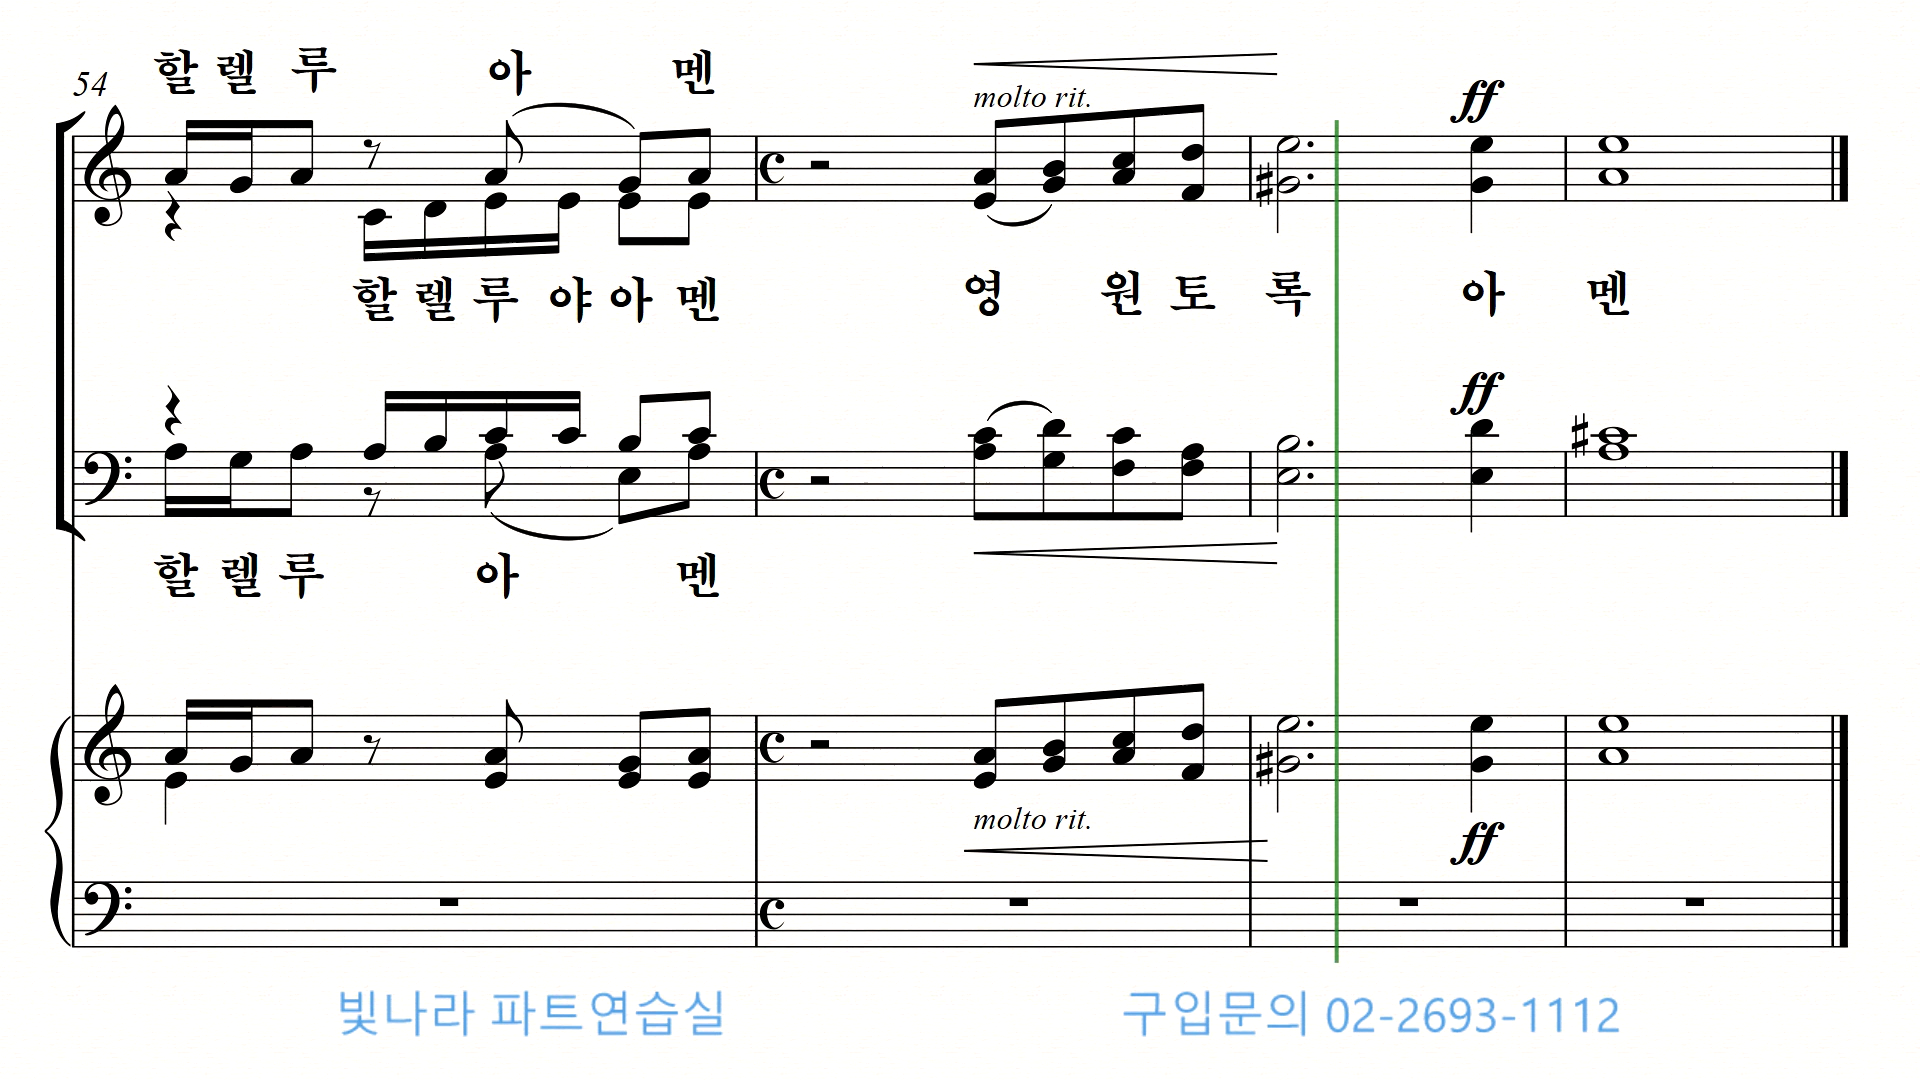 할 렐 루 아 멘
54
molto rit.
ff
할 렐 루 야 아 멘 영 원 토 록 아 멘
ff
할 렐 루 아 멘
molto rit.
ff
빛나라 파트연습실 구입문의 02-2693-1112